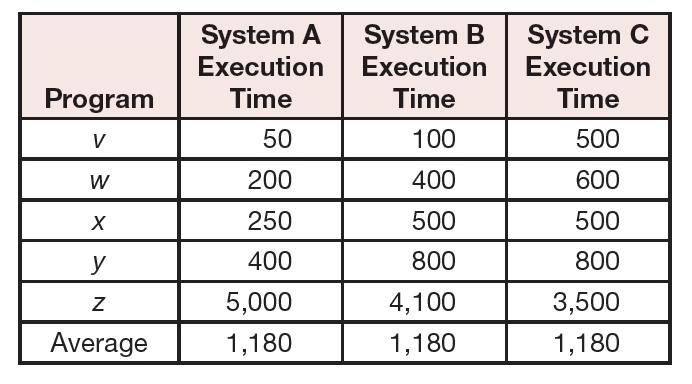 System A System B System C
Execution Execution Execution
Program Time Time Time
v 50 100 500
w 200 400 600
x 250 500 500
y 400 800 800
z 5,000 4,100 3,500
Average 1,180 1,180 1,180